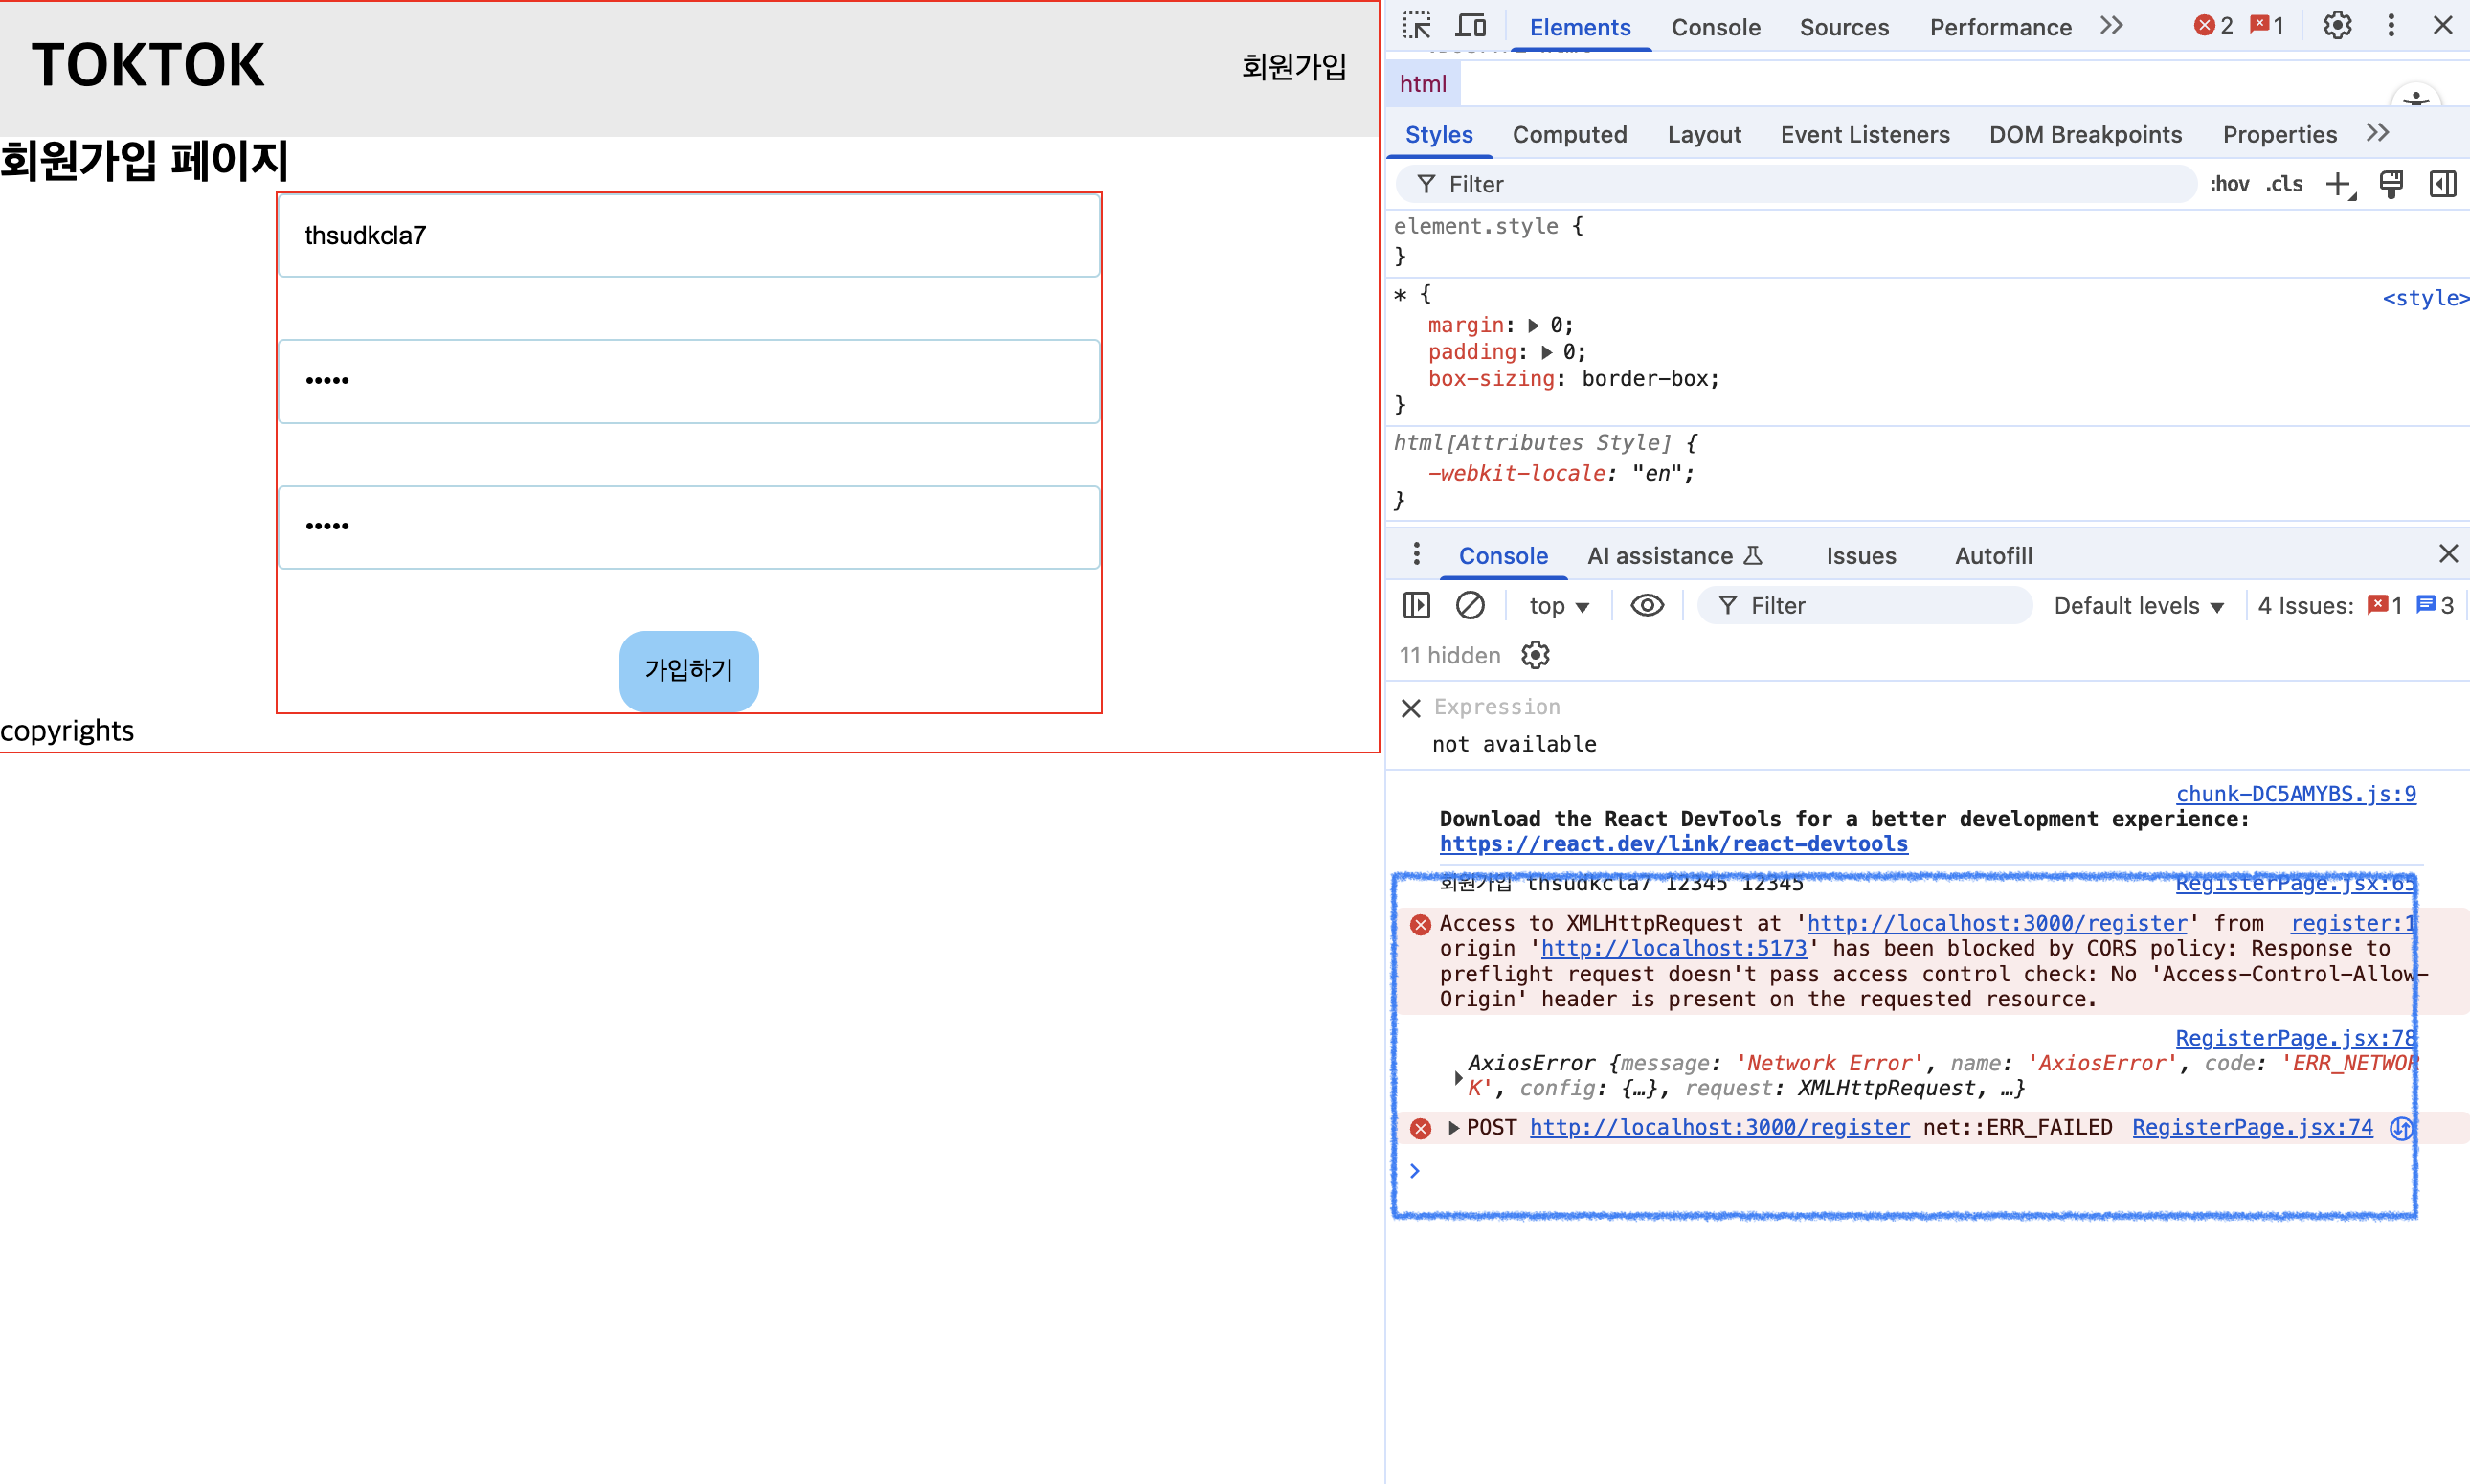 TOKTOK
회원가입
회원가입 페이지
thsudkcla7
•••••
•••••
가입하기
copyrights
Elements Console Sources Performance 2 1
html
Styles Computed Layout Event Listeners DOM Breakpoints Properties
Filter :hov .cls
element.style {
}
* { <style>
margin: 0;
padding: 0;
box-sizing: border-box;
}
html[Attributes Style] {
-webkit-locale: "en";
}
Console AI assistance Issues Autofill
top Filter Default levels 4 Issues: 1 3
11 hidden
Expression
not available
chunk-DC5AMYBS.js:9
Download the React DevTools for a better development experience:
https://react.dev/link/react-devtools
회원가입 thsudkcla7 12345 12345 RegisterPage.jsx:65
Access to XMLHttpRequest at 'http://localhost:3000/register' from register:1
origin 'http://localhost:5173' has been blocked by CORS policy: Response to
preflight request doesn't pass access control check: No 'Access-Control-Allow-
Origin' header is present on the requested resource.
RegisterPage.jsx:78
AxiosError {message: 'Network Error', name: 'AxiosError', code: 'ERR_NETWOR
K', config: {…}, request: XMLHttpRequest, …}
POST http://localhost:3000/register net::ERR_FAILED RegisterPage.jsx:74